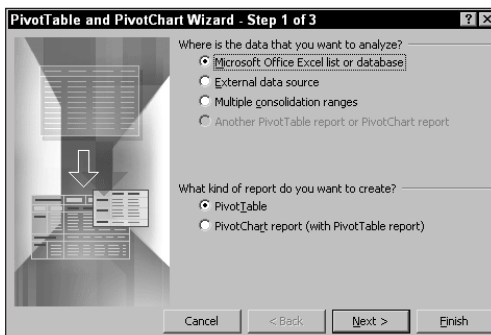 PivotTable and PivotChart Wizard - Step 1 of 3
Where is the data that you want to analyze?
Microsoft Office Excel list or database
External data source
Multiple consolidation ranges
Another PivotTable report or PivotChart report
What kind of report do you want to create?
PivotTable
PivotChart report (with PivotTable report)
Cancel
< Back
Next >
Finish